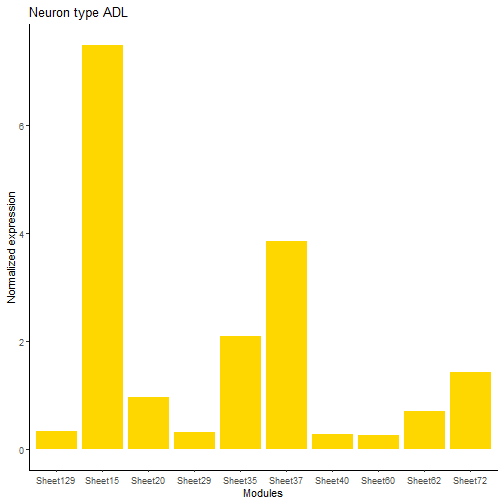 Neuron type ADL
Normalized expression
6
4
2
0
Sheet129 Sheet15 Sheet20 Sheet29 Sheet35 Sheet37 Sheet40 Sheet60 Sheet62 Sheet72
Modules